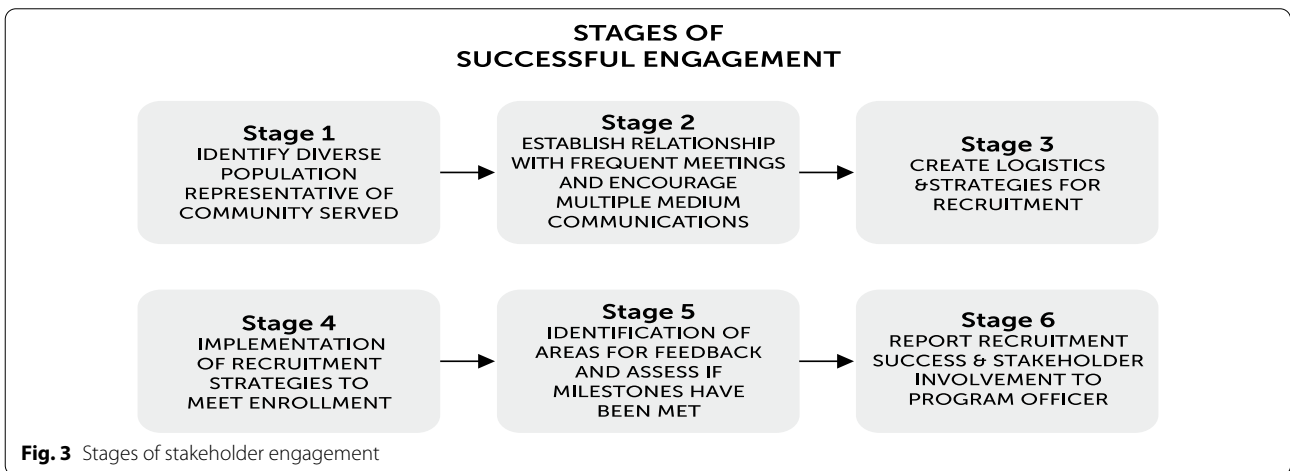 STAGES OF
SUCCESSFUL ENGAGEMENT
Stage 1
IDENTIFY DIVERSE
POPULATION
REPRESENTATIVE OF
COMMUNITY SERVED
Stage 2
ESTABLISH RELATIONSHIP
WITH FREQUENT MEETINGS
AND ENCOURAGE
MULTIPLE MEDIUM
COMMUNICATIONS
Stage 3
CREATE LOGISTICS
&STRATEGIES FOR
RECRUITMENT
Stage 4
IMPLEMENTATION
OF RECRUITMENT
STRATEGIES TO
MEET ENROLLMENT
Stage 5
IDENTIFICATION OF
AREAS FOR FEEDBACK
AND ASSESS IF
MILESTONES HAVE
BEEN MET
Stage 6
REPORT RECRUITMENT
SUCCESS & STAKEHOLDER
INVOLVEMENT TO
PROGRAM OFFICER
Fig. 3 Stages of stakeholder engagement